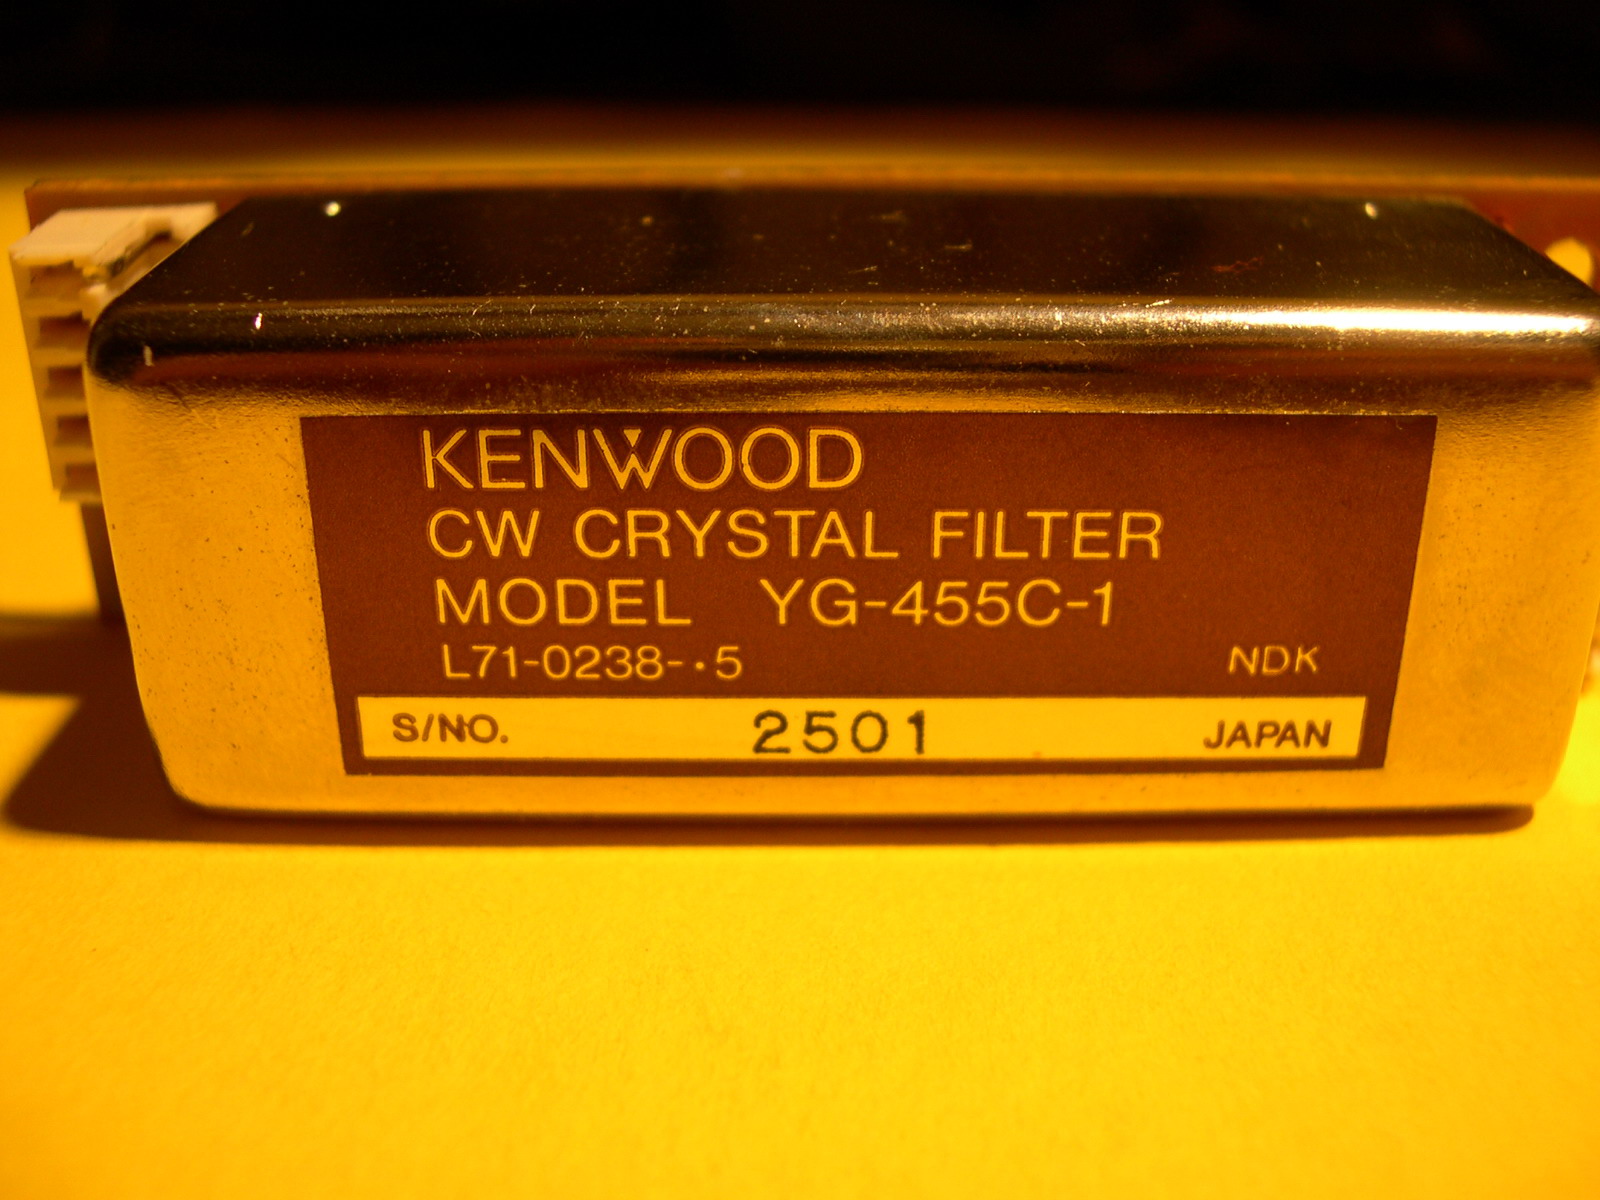 KENWOOD
CW CRYSTAL FILTER
MODEL YG-455C-1
L71-0238-·5 NDK
S/NO. 2501 JAPAN